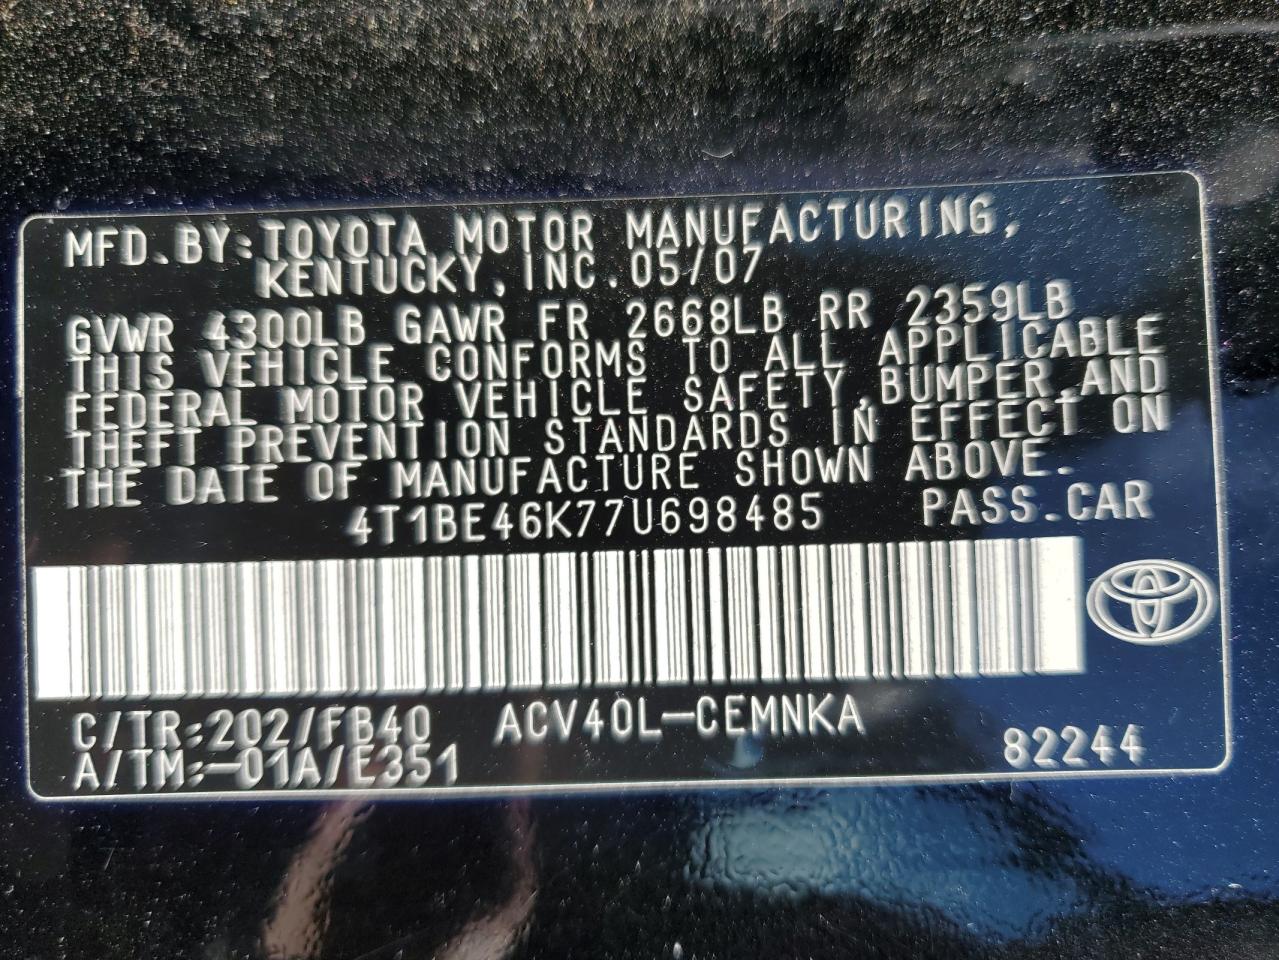 MFD.BY:TOYOTA MOTOR MANUFACTURING,
KENTUCKY,INC.05/07
GVWR 4300LB GAWR FR 2668LB RR 2359LB
THIS VEHICLE CONFORMS TO ALL APPLICABLE
FEDERAL MOTOR VEHICLE SAFETY,BUMPER,AND
THEFT PREVENTION STANDARDS IN EFFECT ON
THE DATE OF MANUFACTURE SHOWN ABOVE.
4T1BE46K77U698485 PASS.CAR
C/TR:202/FB40 ACV40L-CEMNKA
A/TM:-01A/E351 82244